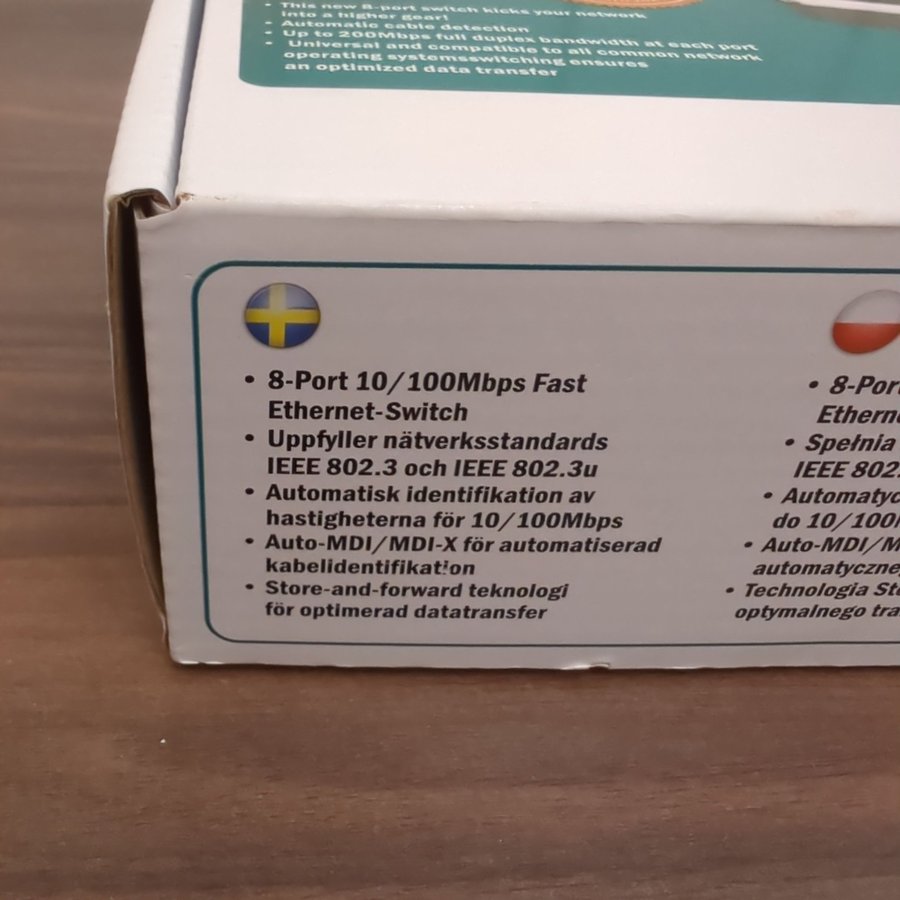 • This new 8-port switch kicks your network
into a higher gear!
• Automatic cable detection
• Up to 200Mbps full duplex bandwidth at each port
• Universal and compatible to all common network
operating systemsswitching ensures
an optimized data transfer
• 8-Port 10/100Mbps Fast
Ethernet-Switch
• Uppfyller nätverksstandards
IEEE 802.3 och IEEE 802.3u
• Automatisk identifikation av
hastigheterna för 10/100Mbps
• Auto-MDI/MDI-X för automatiserad
kabelidentifikation
• Store-and-forward teknologi
för optimerad datatransfer
• 8-Por
Ethern
• Spełnia
IEEE 802.
• Automatyc
do 10/100
• Auto-MDI/M
automatyczne
• Technologia St
optymalnego tra